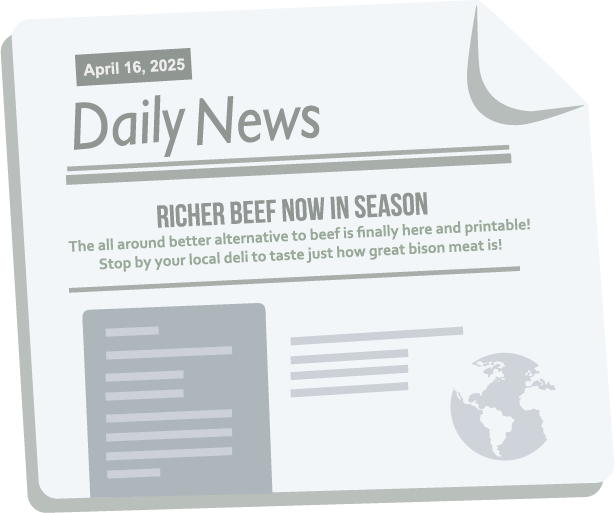 April 16, 2025
Daily News
RICHER BEEF NOW IN SEASON
The all around better alternative to beef is finally here and printable!
Stop by your local deli to taste just how great bison meat is!